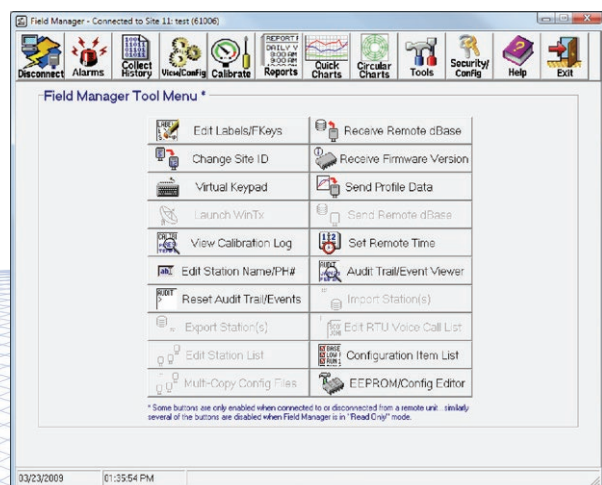 Field Manager - Connected to Site 11: test (61006)
Disconnect
Alarms
Collect History
View/Config
Calibrate
Reports
Quick Charts
Circular Charts
Tools
Security/ Config
Help
Exit
Field Manager Tool Menu *
Edit Labels/FKeys
Receive Remote dBase
Change Site ID
Receive Firmware Version
Virtual Keypad
Send Profile Data
Launch WinTx
Send Remote dBase
View Calibration Log
Set Remote Time
Edit Station Name/PH#
Audit Trail/Event Viewer
Reset Audit Trail/Events
Import Station(s)
Export Station(s)
Edit RTU Voice Call List
Edit Station List
Configuration Item List
Multi-Copy Config Files
EEPROM/Config Editor
* Some buttons are only enabled when connected to or disconnected from a remote unit...similarly
several of the buttons are disabled when Field Manager is in "Read Only" mode.
03/23/2009
01:35:54 PM